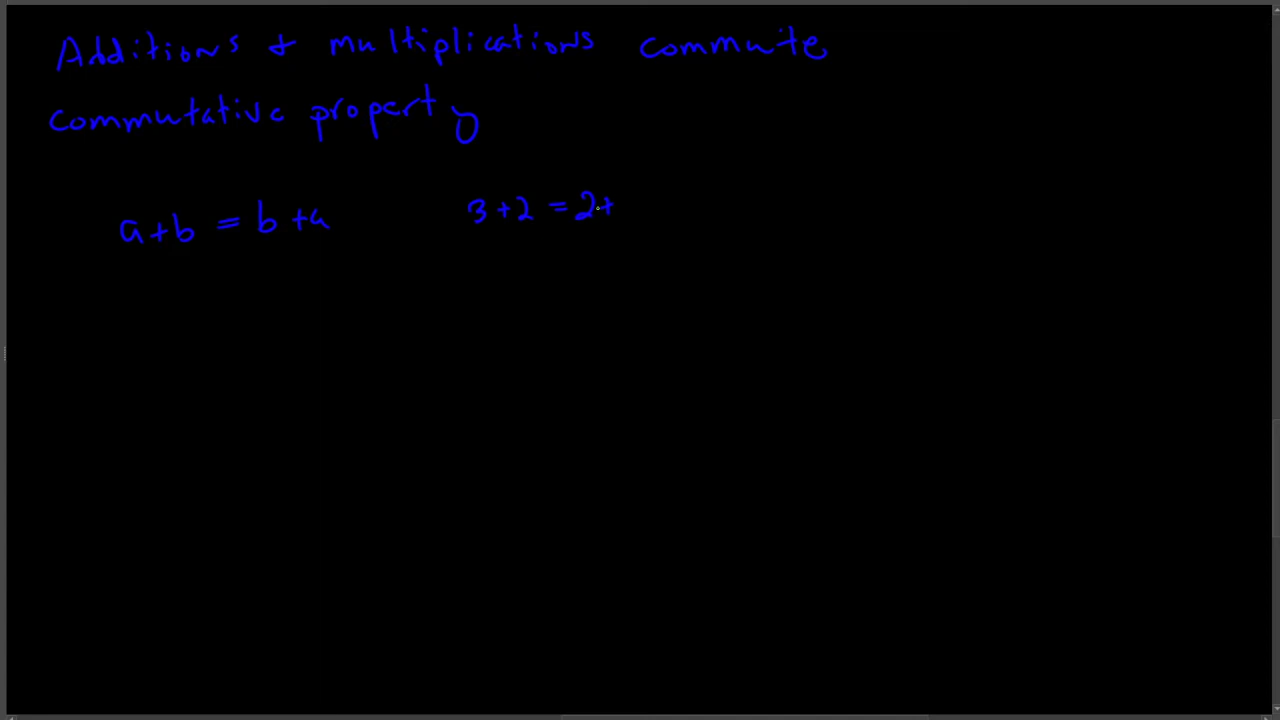 Additions & multiplications commute
commutative property
a+b = b+a 3+2 = 2+